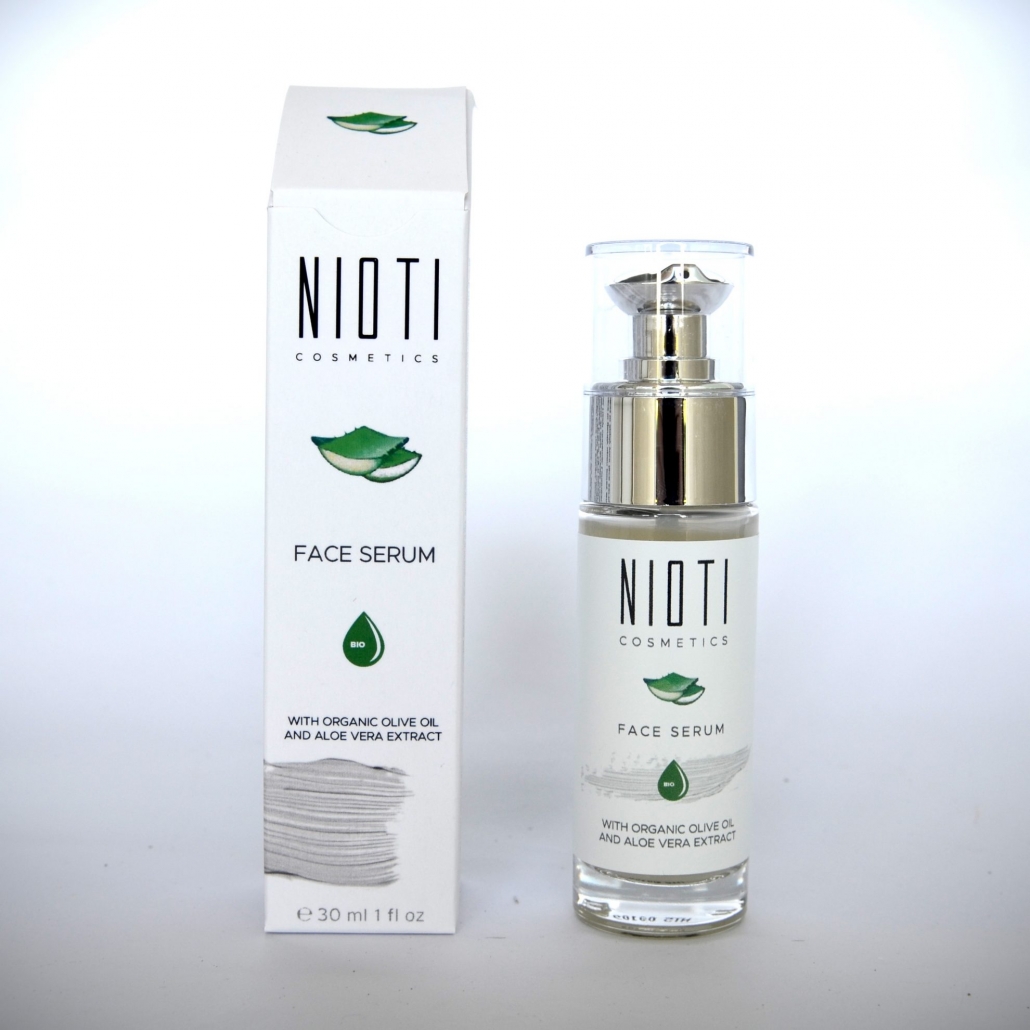 NIOTI
COSMETICS
FACE SERUM
BIO
WITH ORGANIC OLIVE OIL
AND ALOE VERA EXTRACT
℮ 30 ml 1 fl oz
NIOTI
COSMETICS
FACE SERUM
BIO
WITH ORGANIC OLIVE OIL
AND ALOE VERA EXTRACT